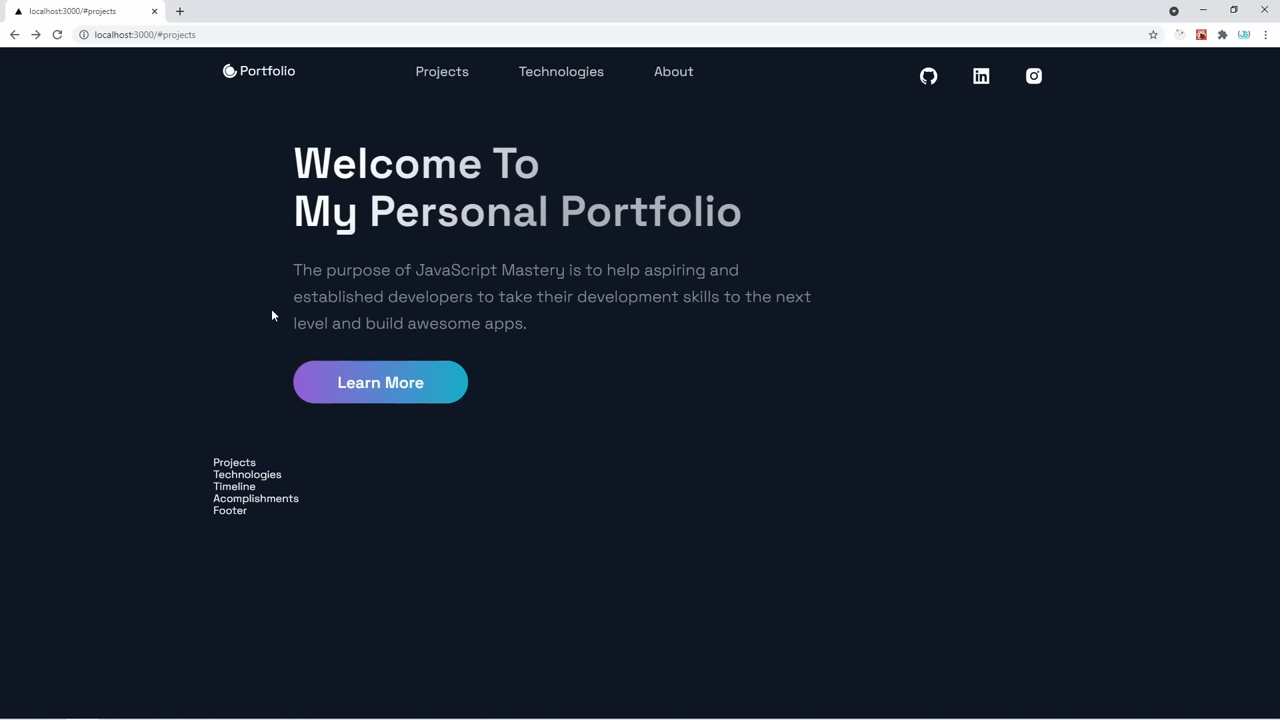 localhost:3000/#projects
localhost:3000/#projects
Portfolio
Projects
Technologies
About
Welcome To
My Personal Portfolio
The purpose of JavaScript Mastery is to help aspiring and
established developers to take their development skills to the next
level and build awesome apps.
Learn More
Projects
Technologies
Timeline
Acomplishments
Footer